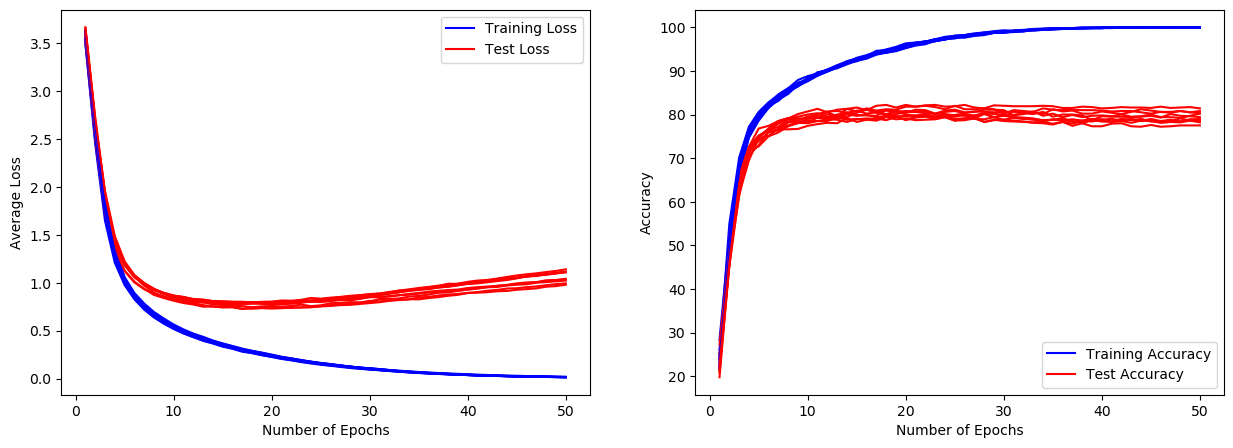 3.5
3.0
2.5
2.0
1.5
1.0
0.5
0.0
Average Loss
0 10 20 30 40 50
Number of Epochs
Training Loss
Test Loss
100
90
80
70
60
50
40
30
20
Accuracy
0 10 20 30 40 50
Number of Epochs
Training Accuracy
Test Accuracy